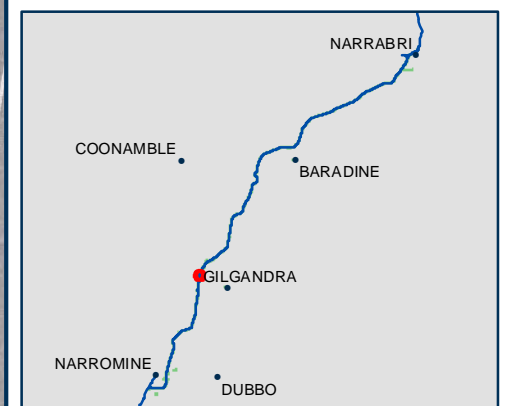 NARRABRI
COONAMBLE
BARADINE
GILGANDRA
NARROMINE
DUBBO